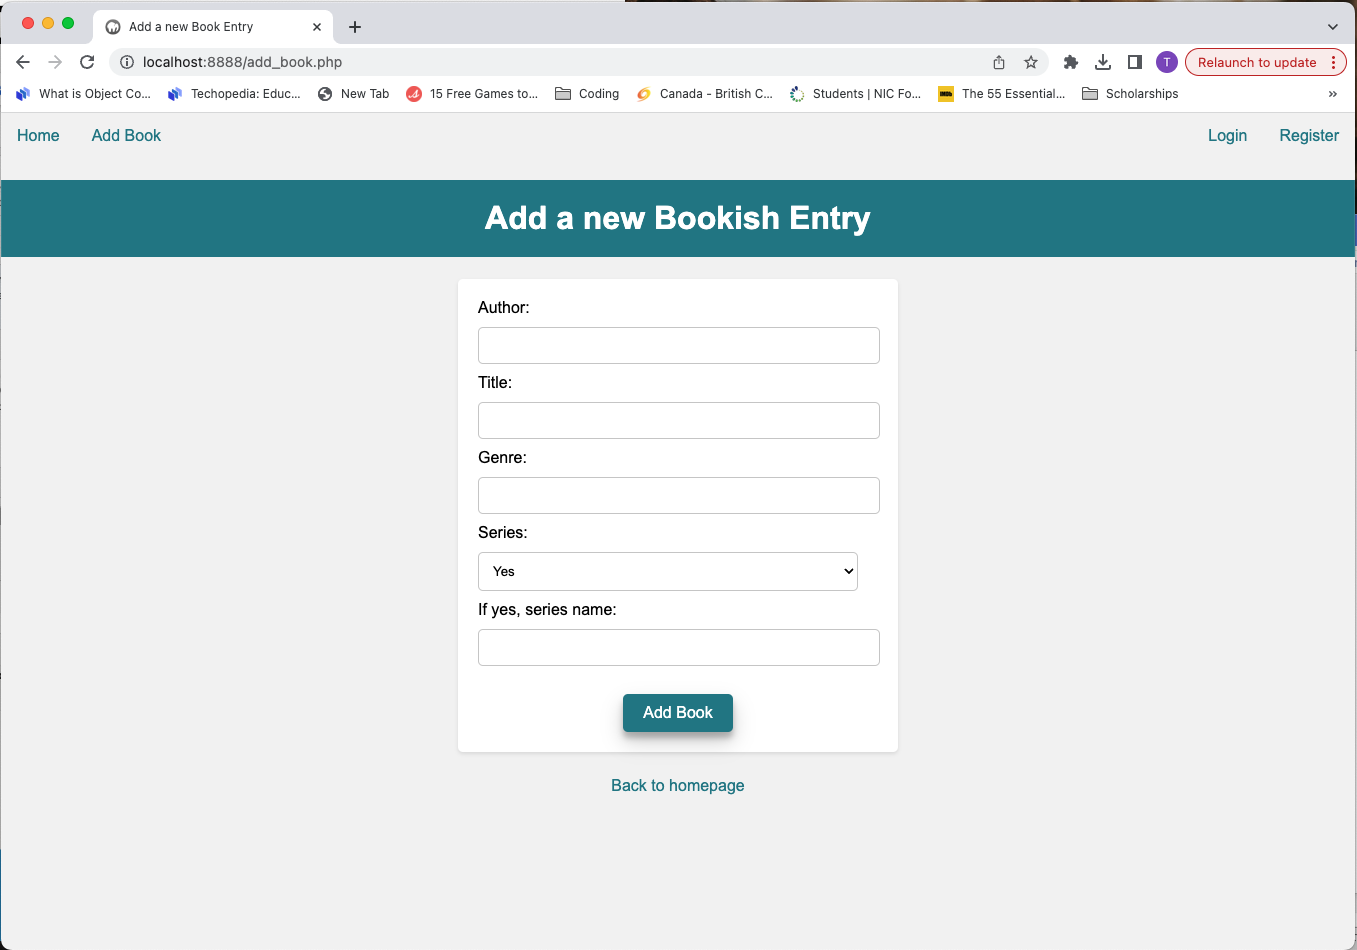 Add a new Book Entry
localhost:8888/add_book.php
T
Relaunch to update
What is Object Co...
Techopedia: Educ...
New Tab
15 Free Games to...
Coding
Canada - British C...
Students | NIC Fo...
The 55 Essential...
Scholarships
Home
Add Book
Login
Register
Add a new Bookish Entry
Author:
Title:
Genre:
Series:
Yes
If yes, series name:
Add Book
Back to homepage